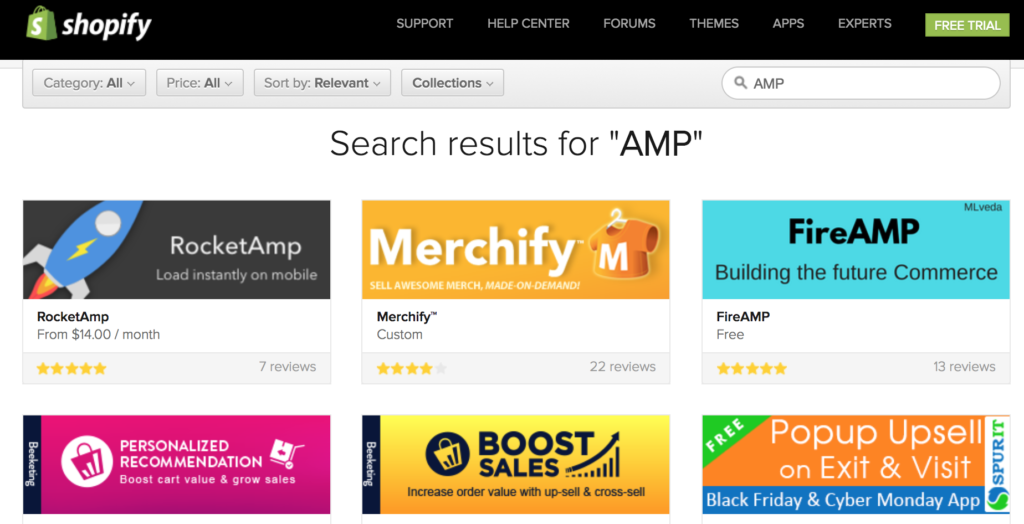 shopify
SUPPORT HELP CENTER FORUMS THEMES APPS EXPERTS FREE TRIAL
Category: All Price: All Sort by: Relevant Collections AMP
Search results for "AMP"
RocketAmp
Load instantly on mobile
RocketAmp
From $14.00 / month
7 reviews
Merchify™ M
SELL AWESOME MERCH, MADE-ON-DEMAND!
Merchify™
Custom
22 reviews
MLveda
FireAMP
Building the future Commerce
FireAMP
Free
13 reviews
Beeketing
PERSONALIZED
RECOMMENDATION
Boost cart value & grow sales
Beeketing
BOOST
SALES
Increase order value with up-sell & cross-sell
FREE
Popup Upsell
on Exit & Visit
Black Friday & Cyber Monday App
SPURIT